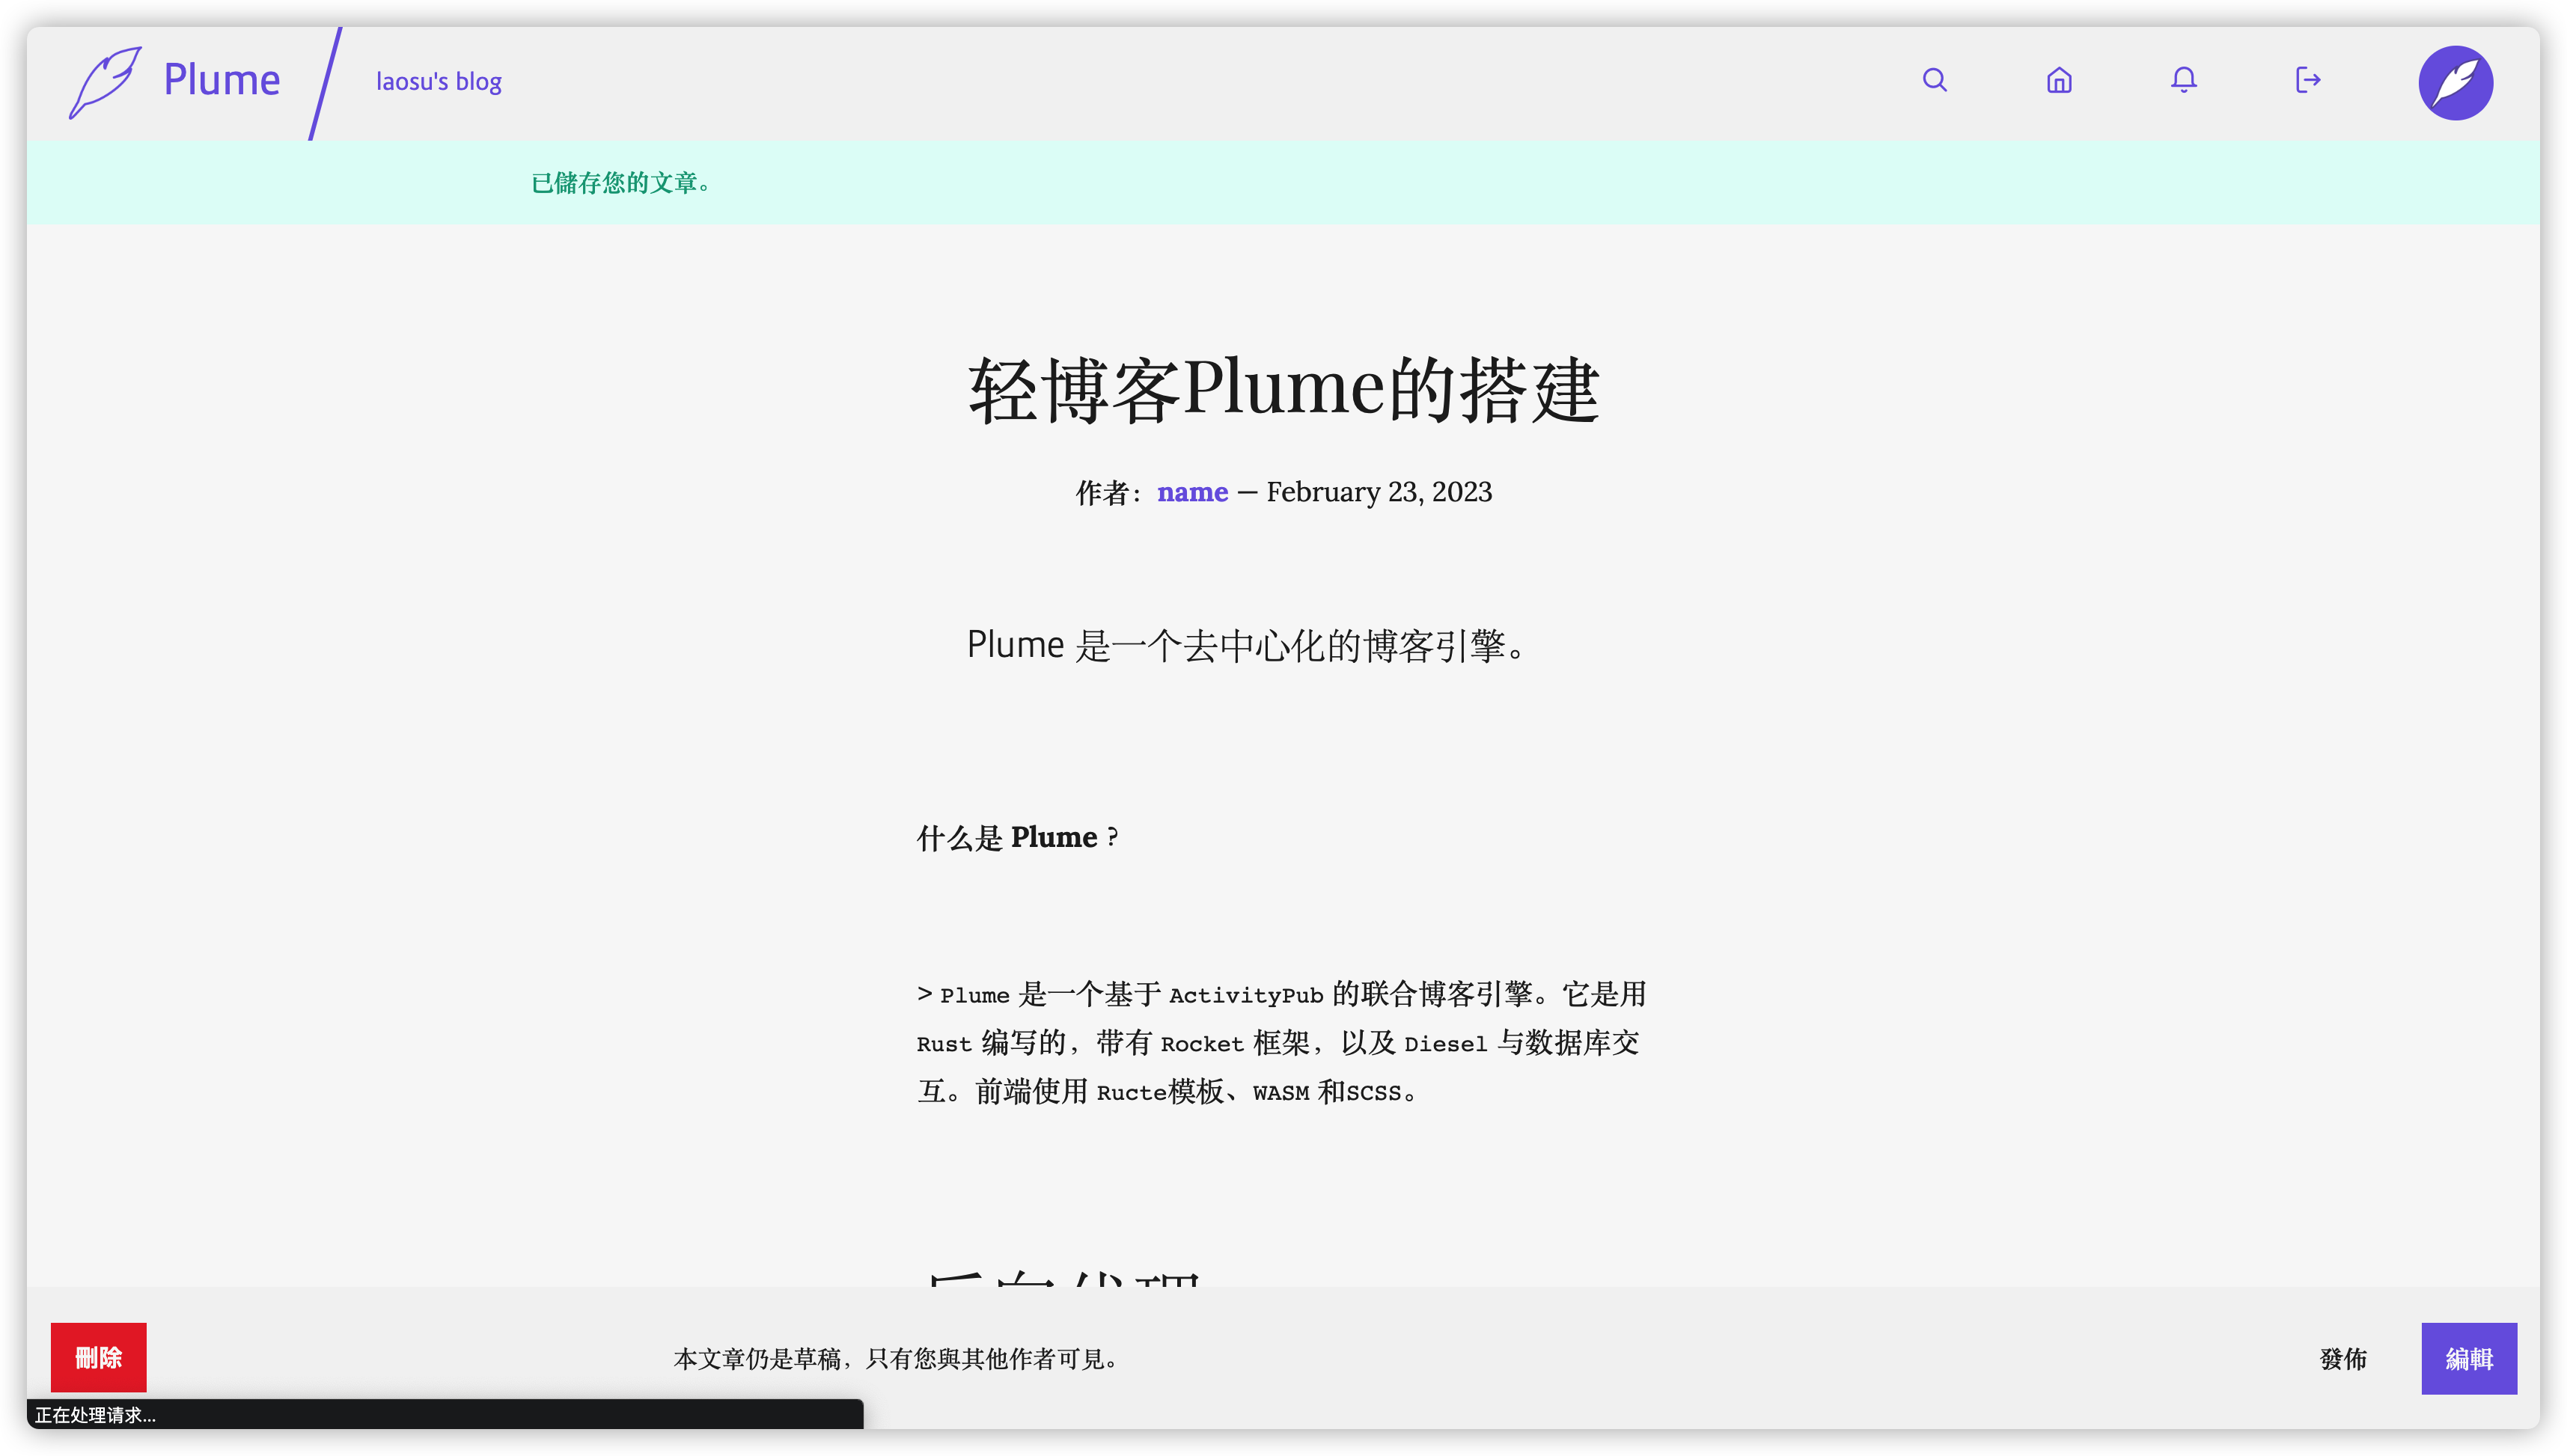 Plume
laosu's blog
已儲存您的文章。
轻博客Plume的搭建
作者：name — February 23, 2023
Plume 是一个去中心化的博客引擎。
什么是 Plume ?
> Plume 是一个基于 ActivityPub 的联合博客引擎。它是用
Rust 编写的，带有 Rocket 框架，以及 Diesel 与数据库交
互。前端使用 Ructe模板、WASM 和SCSS。
刪除
本文章仍是草稿，只有您與其他作者可見。
發佈
編輯
正在处理请求...